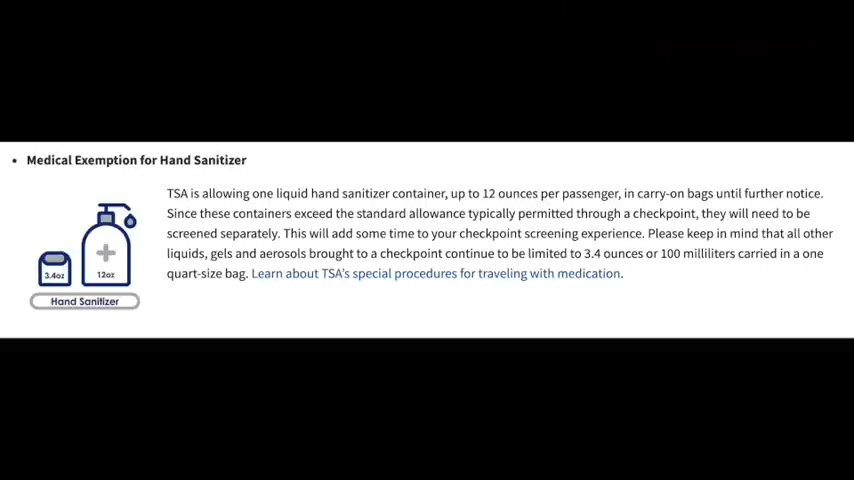 • Medical Exemption for Hand Sanitizer
TSA is allowing one liquid hand sanitizer container, up to 12 ounces per passenger, in carry-on bags until further notice.
Since these containers exceed the standard allowance typically permitted through a checkpoint, they will need to be
screened separately. This will add some time to your checkpoint screening experience. Please keep in mind that all other
liquids, gels and aerosols brought to a checkpoint continue to be limited to 3.4 ounces or 100 milliliters carried in a one
quart-size bag. Learn about TSA's special procedures for traveling with medication.
3.4oz 12oz
Hand Sanitizer